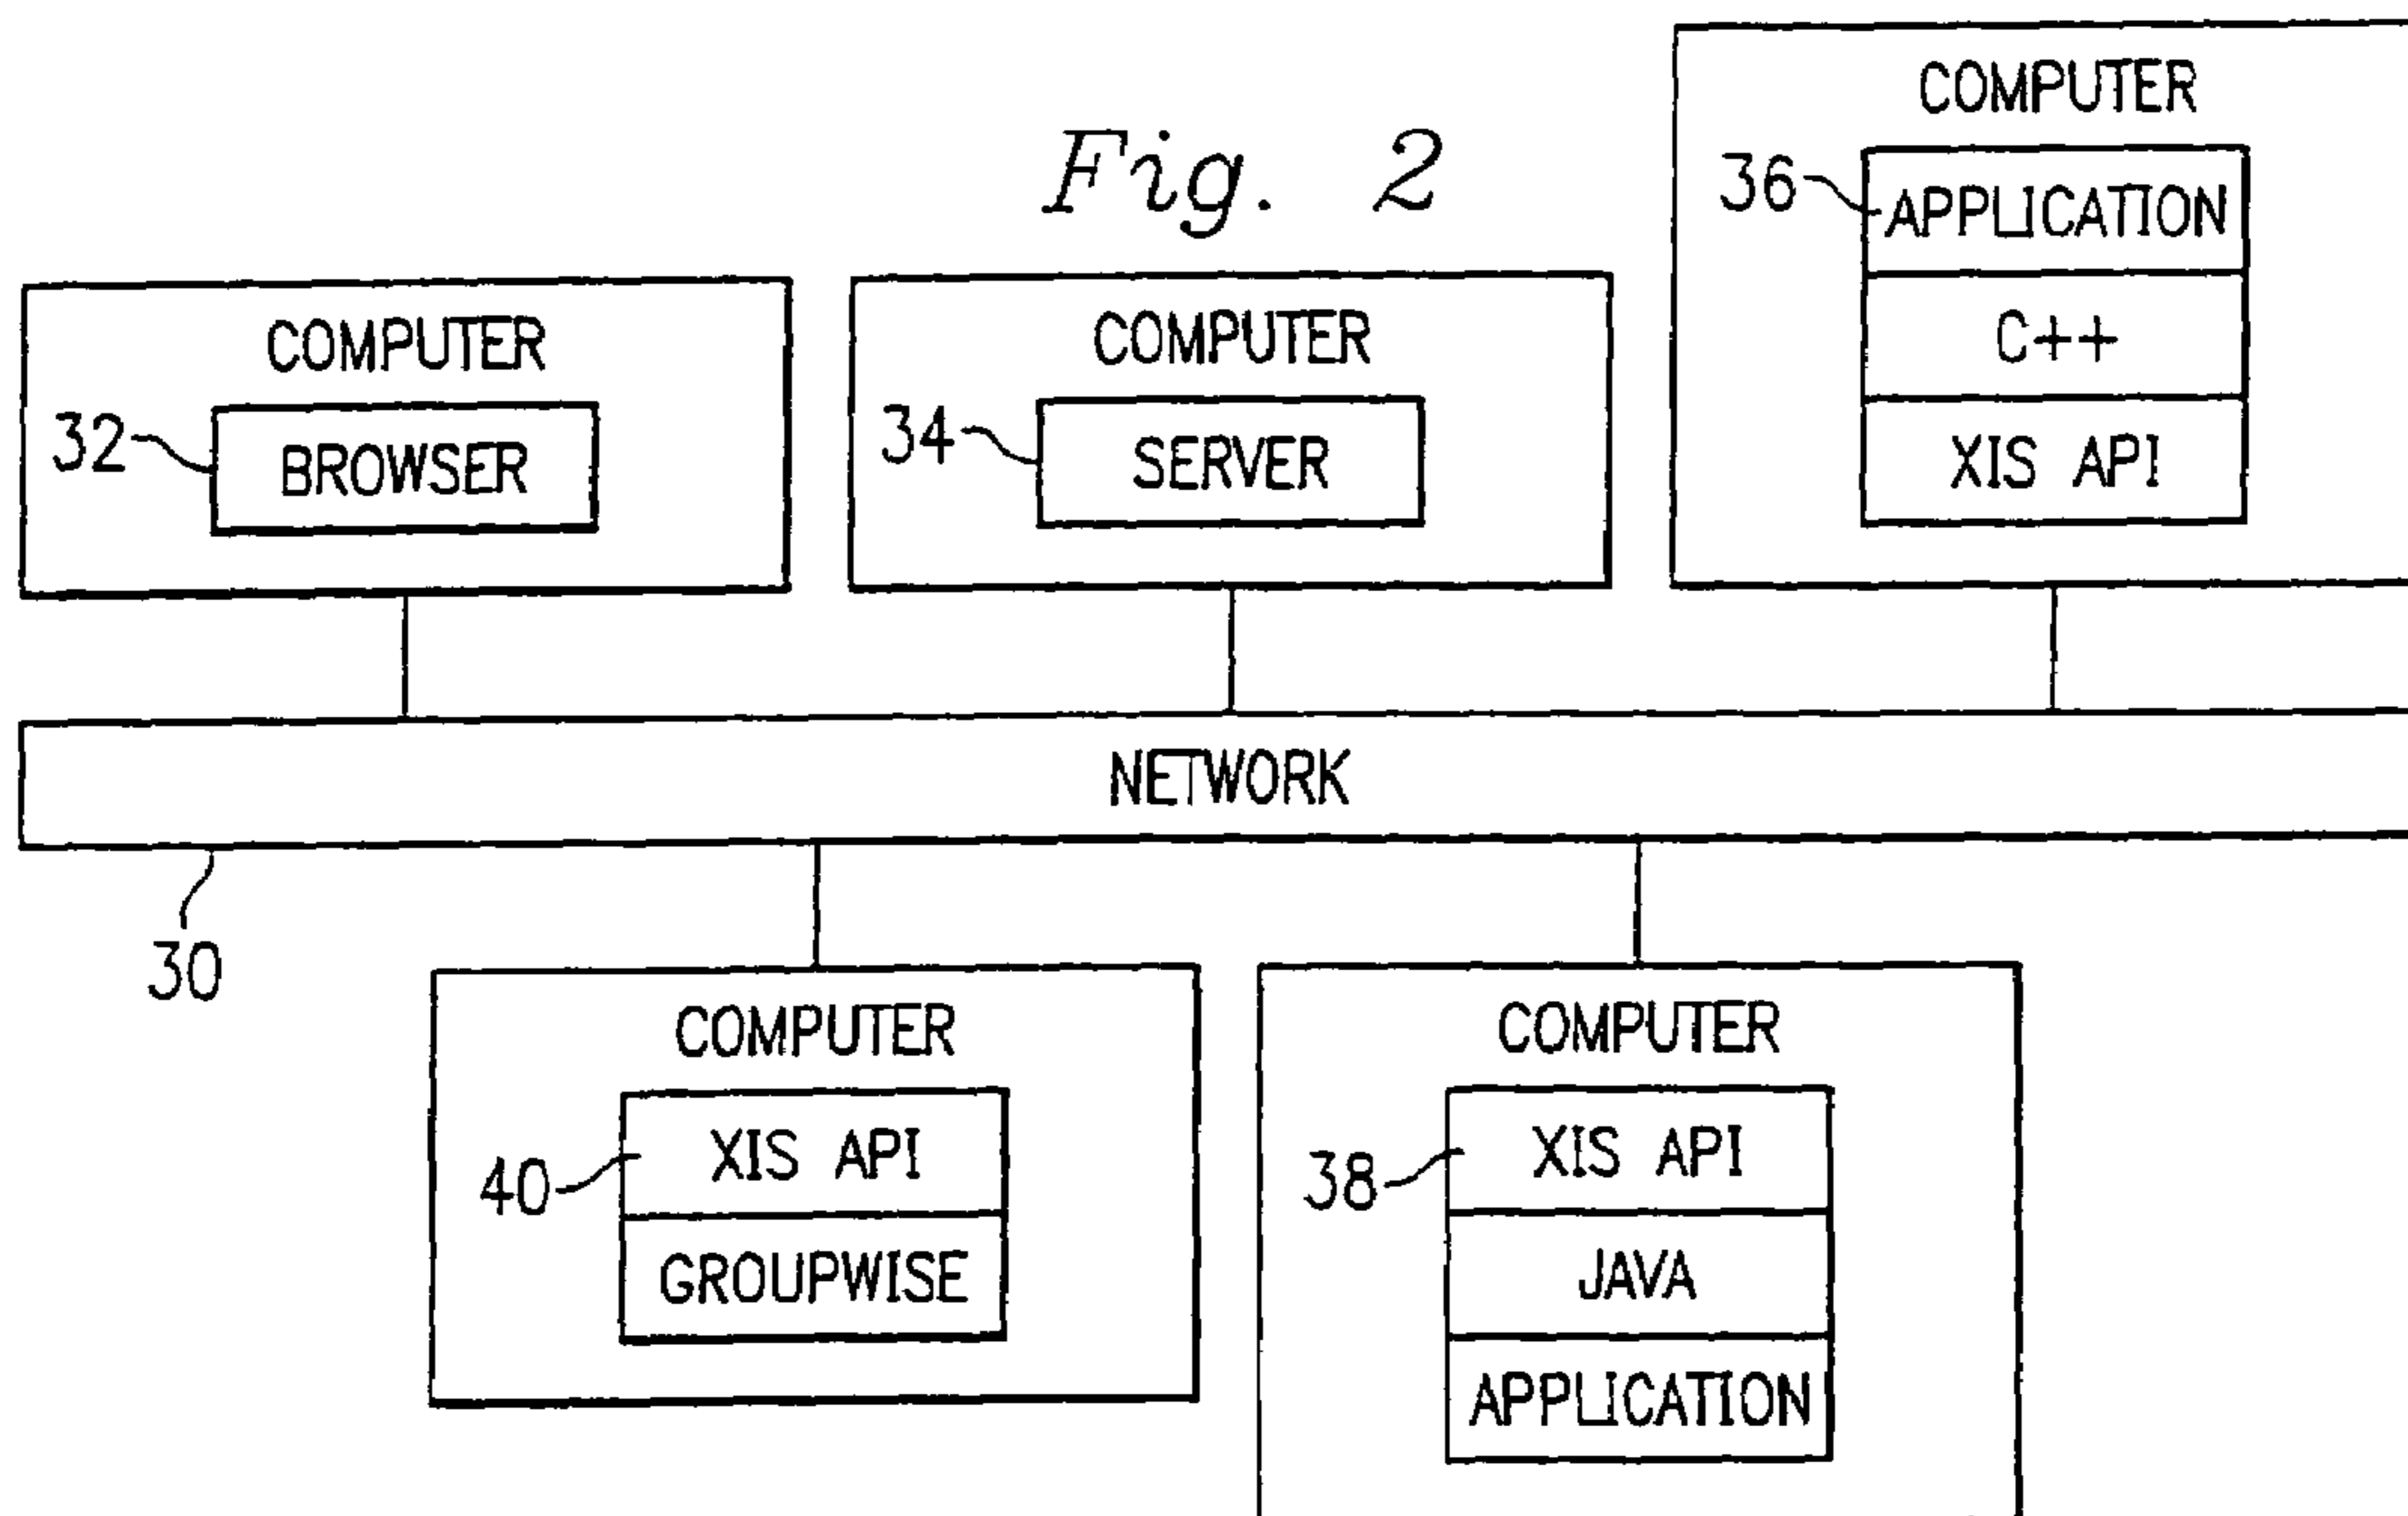 Fig. 2
COMPUTER
32
BROWSER
COMPUTER
34
SERVER
COMPUTER
36
APPLICATION
C++
XIS API
NETWORK
30
COMPUTER
40
XIS API
GROUPWISE
COMPUTER
38
XIS API
JAVA
APPLICATION